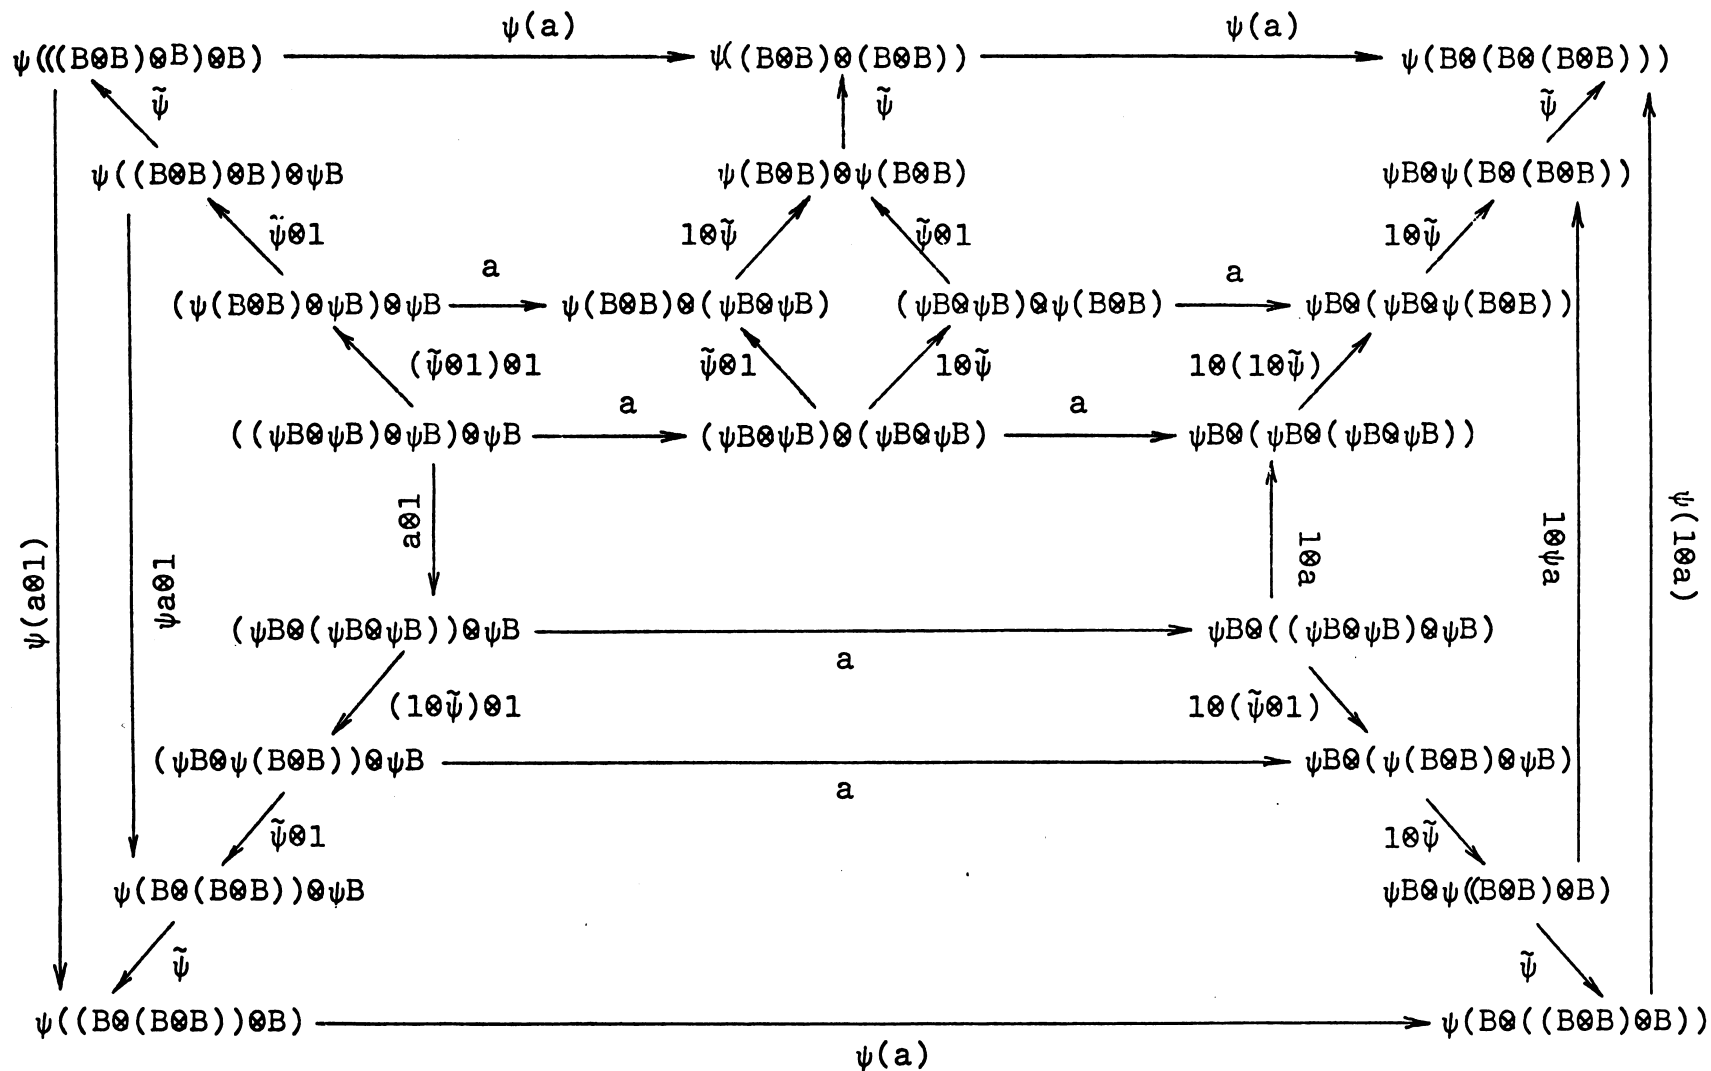 ψ(a) ψ(a)
ψ(((B⊗B)⊗B)⊗B) ψ((B⊗B)⊗(B⊗B)) ψ(B⊗(B⊗(B⊗B)))
ψ̃ ψ̃ ψ̃
ψ((B⊗B)⊗B)⊗ψB ψ(B⊗B)⊗ψ(B⊗B) ψB⊗ψ(B⊗(B⊗B))
ψ̃⊗1 1⊗ψ̃ ψ̃⊗1 1⊗ψ̃
a a
(ψ(B⊗B)⊗ψB)⊗ψB ψ(B⊗B)⊗(ψB⊗ψB) (ψB⊗ψB)⊗ψ(B⊗B) ψB⊗(ψB⊗ψ(B⊗B))
(ψ̃⊗1)⊗1 ψ̃⊗1 1⊗ψ̃ 1⊗(1⊗ψ̃)
a a
((ψB⊗ψB)⊗ψB)⊗ψB (ψB⊗ψB)⊗(ψB⊗ψB) ψB⊗(ψB⊗(ψB⊗ψB))
ψ(a⊗1) ψa⊗1 a⊗1 1⊗a 1⊗ψa ψ(1⊗a)
(ψB⊗(ψB⊗ψB))⊗ψB ψB⊗((ψB⊗ψB)⊗ψB)
a
(1⊗ψ̃)⊗1 1⊗(ψ̃⊗1)
(ψB⊗ψ(B⊗B))⊗ψB ψB⊗(ψ(B⊗B)⊗ψB)
a
ψ̃⊗1 1⊗ψ̃
ψ(B⊗(B⊗B))⊗ψB ψB⊗ψ((B⊗B)⊗B)
ψ̃ ψ̃
ψ((B⊗(B⊗B))⊗B) ψ(B⊗((B⊗B)⊗B))
ψ(a)